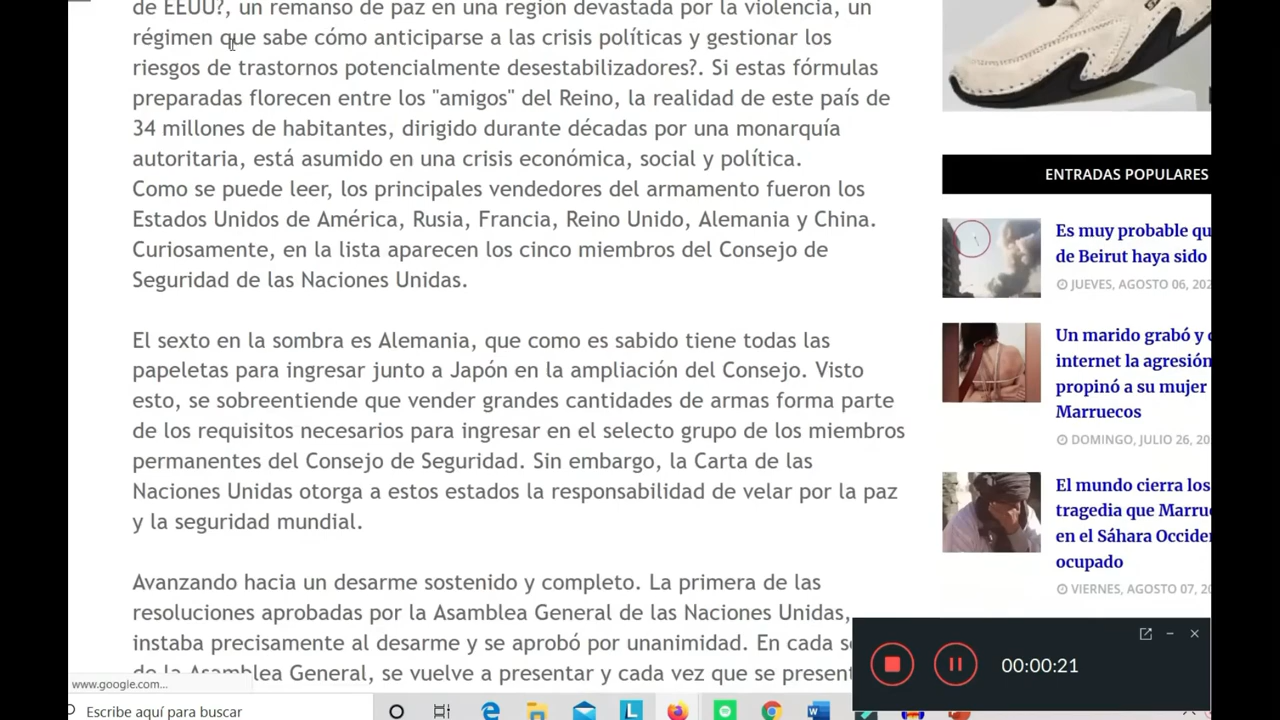 de EEUU?, un remanso de paz en una región devastada por la violencia, un
régimen que sabe cómo anticiparse a las crisis políticas y gestionar los
riesgos de trastornos potencialmente desestabilizadores?. Si estas fórmulas
preparadas florecen entre los "amigos" del Reino, la realidad de este país de
34 millones de habitantes, dirigido durante décadas por una monarquía
autoritaria, está asumido en una crisis económica, social y política.
Como se puede leer, los principales vendedores del armamento fueron los
Estados Unidos de América, Rusia, Francia, Reino Unido, Alemania y China.
Curiosamente, en la lista aparecen los cinco miembros del Consejo de
Seguridad de las Naciones Unidas.
El sexto en la sombra es Alemania, que como es sabido tiene todas las
papeletas para ingresar junto a Japón en la ampliación del Consejo. Visto
esto, se sobreentiende que vender grandes cantidades de armas forma parte
de los requisitos necesarios para ingresar en el selecto grupo de los miembros
permanentes del Consejo de Seguridad. Sin embargo, la Carta de las
Naciones Unidas otorga a estos estados la responsabilidad de velar por la paz
y la seguridad mundial.
Avanzando hacia un desarme sostenido y completo. La primera de las
resoluciones aprobadas por la Asamblea General de las Naciones Unidas,
instaba precisamente al desarme y se aprobó por unanimidad. En cada se
de la Asamblea General, se vuelve a presentar y cada vez que se present
ENTRADAS POPULARES
Es muy probable qu
de Beirut haya sido
JUEVES, AGOSTO 06, 202
Un marido grabó y
internet la agresión
propinó a su mujer
Marruecos
DOMINGO, JULIO 26, 20
El mundo cierra los
tragedia que Marru
en el Sáhara Occide
ocupado
VIERNES, AGOSTO 07, 20
00:00:21
www.google.com...
Escribe aquí para buscar